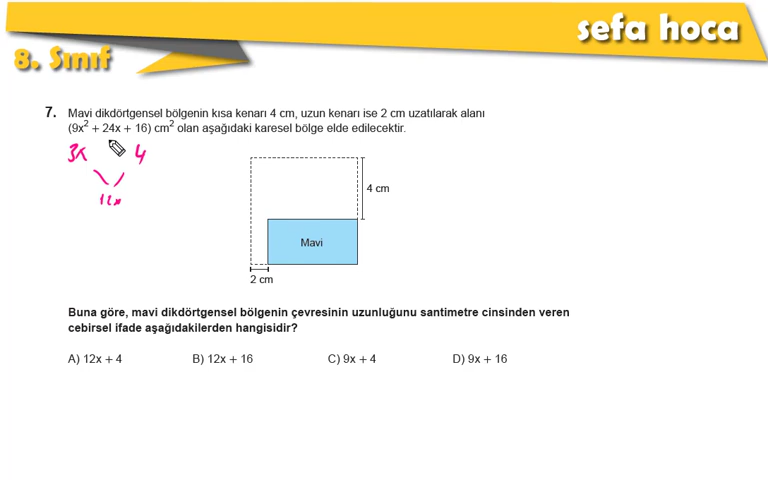 sefa hoca
8. Sınıf
7. Mavi dikdörtgensel bölgenin kısa kenarı 4 cm, uzun kenarı ise 2 cm uzatılarak alanı
(9x² + 24x + 16) cm² olan aşağıdaki karesel bölge elde edilecektir.
3x 4
12x
4 cm
Mavi
2 cm
Buna göre, mavi dikdörtgensel bölgenin çevresinin uzunluğunu santimetre cinsinden veren
cebirsel ifade aşağıdakilerden hangisidir?
A) 12x + 4 B) 12x + 16 C) 9x + 4 D) 9x + 16